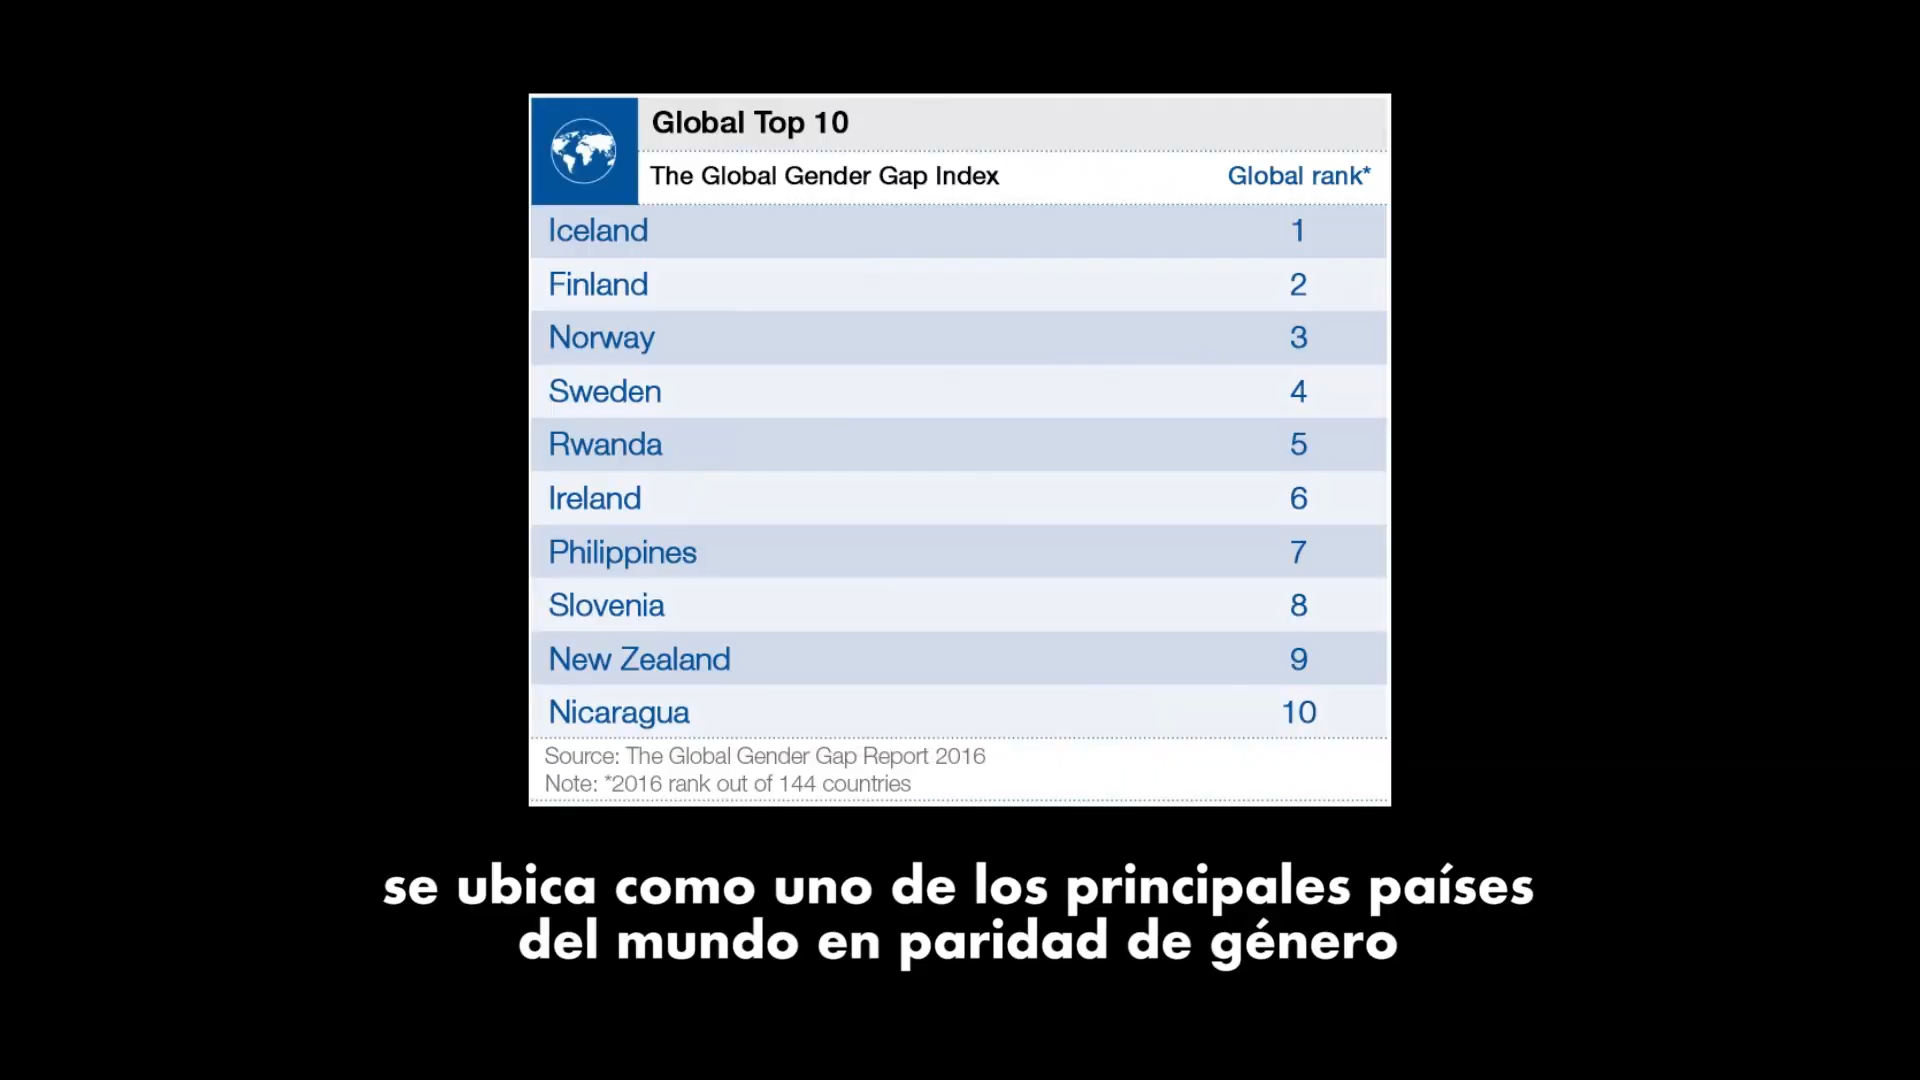 Global Top 10
The Global Gender Gap Index Global rank*
Iceland 1
Finland 2
Norway 3
Sweden 4
Rwanda 5
Ireland 6
Philippines 7
Slovenia 8
New Zealand 9
Nicaragua 10
Source: The Global Gender Gap Report 2016
Note: *2016 rank out of 144 countries
se ubica como uno de los principales países
del mundo en paridad de género